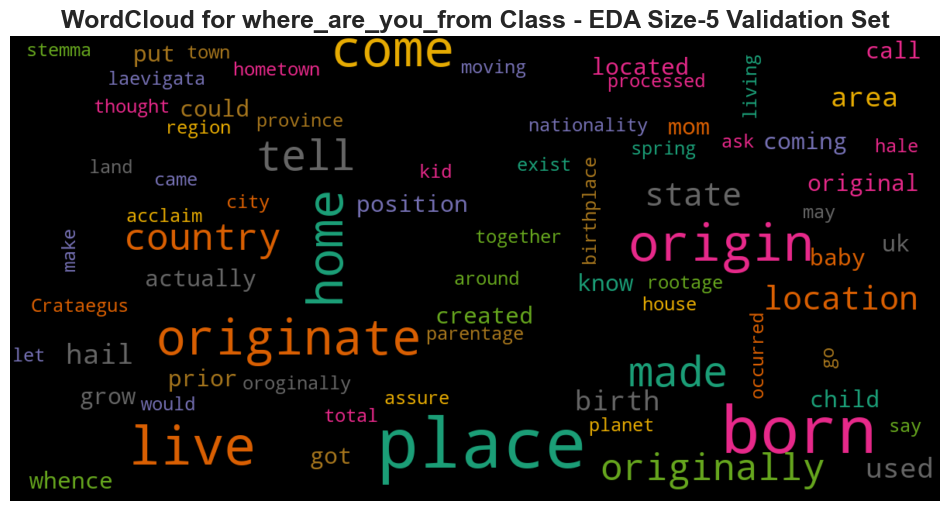 WordCloud for where_are_you_from Class - EDA Size-5 Validation Set
stemma put town come moving located call
laevigata hometown processed living area
thought could province nationality mom coming
region spring ask hale
land tell kid exist birthplace original
came state may
acclaim city home position origin uk
make country together baby
actually around know rootage
Crataegus created house location
let hail originate parentage occurred go
prior oroginally made
grow would assure birth child
total planet say
live got place born
whence originally used